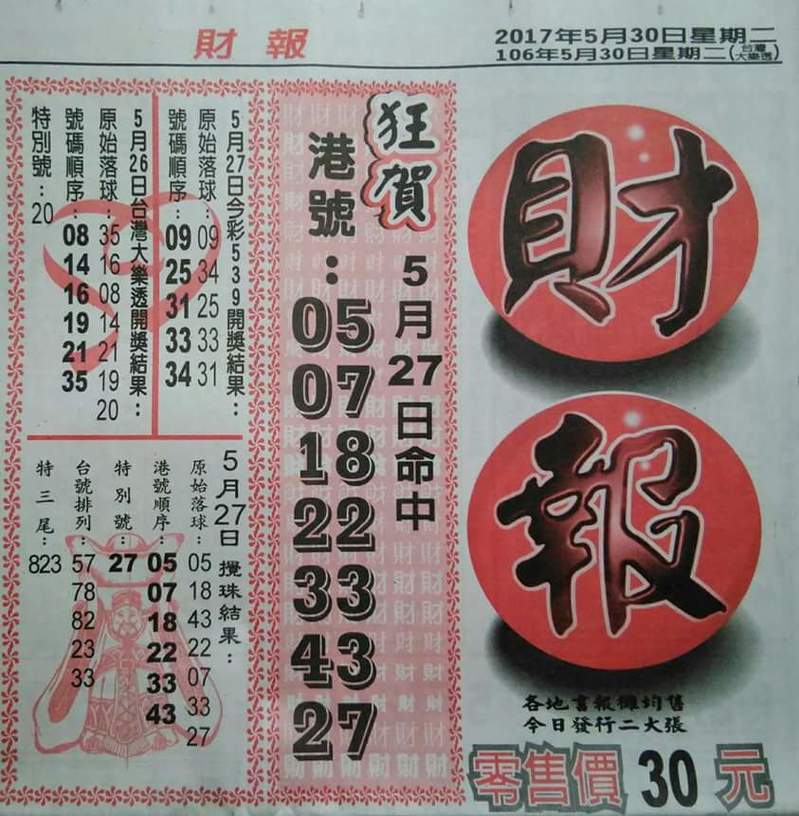 財報
2017年5月30日星期二
106年5月30日星期二(台灣大樂透)
財
報
各地書報攤均售
今日發行二大張
零售價30元
狂賀
5月27日命中
港號：
05
07
18
22
33
43
27
5月27日今彩539開獎結果：
原始落球：
09
34
25
33
31
號碼順序：
09
25
31
33
34
5月26日台灣大樂透開獎結果：
原始落球：
35
16
08
14
21
19
20
號碼順序：
08
14
16
19
21
35
特別號：20
5月27日攪珠結果：
原始落球：
05
18
43
22
07
33
27
港號順序：
05
07
18
22
33
43
特別號：
27
台號排列：
57
78
82
23
33
特三尾：
823